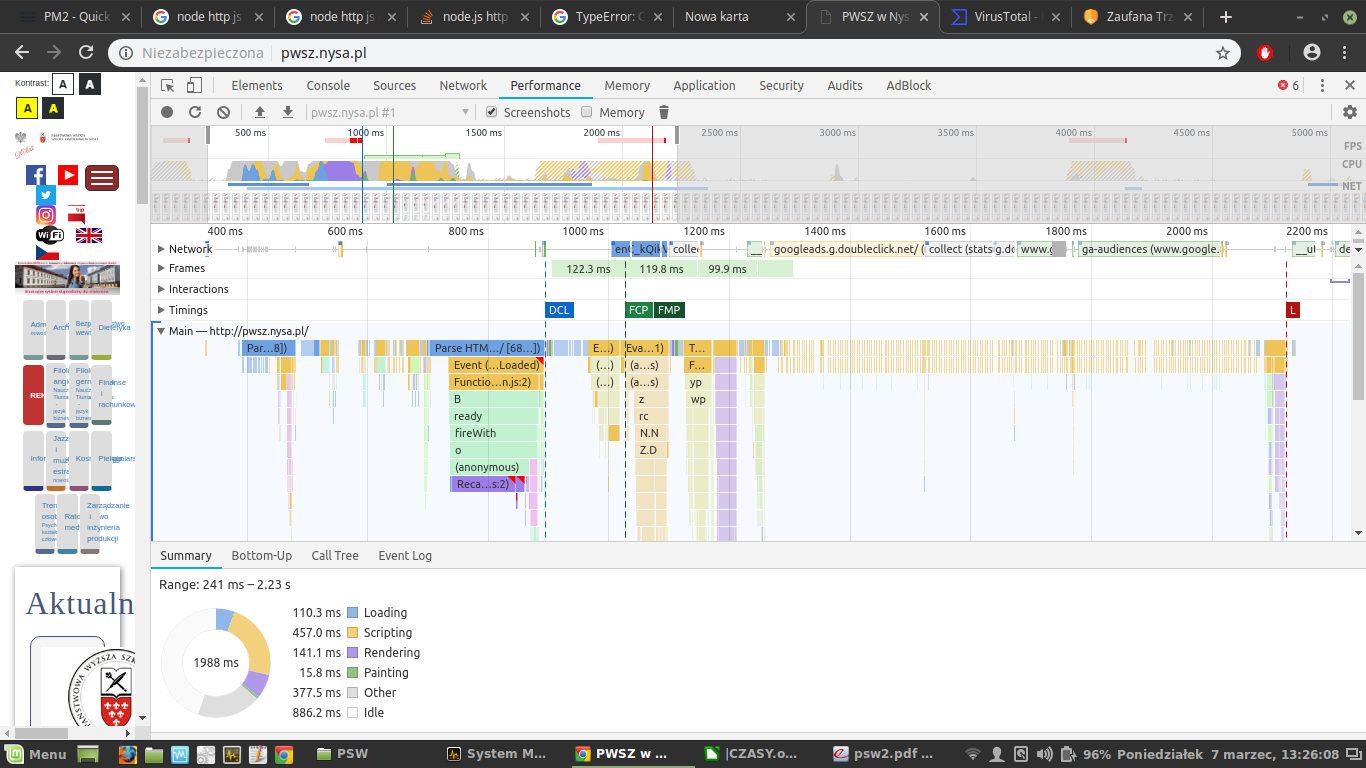 PM2 - Quick
node http js
node http js
node.js http
TypeError: C
Nowa karta
PWSZ w Nys
VirusTotal -
Zaufana Trz
Niezabezpieczona
pwsz.nysa.pl
Kontrast: A A
A A
Elements Console Sources Network Performance Memory Application Security Audits AdBlock 6
pwsz.nysa.pl #1 Screenshots Memory
500 ms 1000 ms 1500 ms 2000 ms 2500 ms 3000 ms 3500 ms 4000 ms 4500 ms 5000 ms
FPS
CPU
NET
400 ms 600 ms 800 ms 1000 ms 1200 ms 1400 ms 1600 ms 1800 ms 2000 ms 2200 ms
Network
googleads.g.doubleclick.net/ ( collect (stats.g.d ga-audiences (www.google.
Frames 122.3 ms 119.8 ms 99.9 ms
Interactions
Timings DCL FCP FMP L
Main — http://pwsz.nysa.pl/
Par...8]) Parse HTM.../ [68...]) E...) Eva...1) T...
Event (...Loaded) (...) (a...s) F...
Functio...n.js:2) (...) (a...s) yp
B z wp
ready rc
fireWith N.N
o Z.D
(anonymous)
Reca...s:2)
Summary Bottom-Up Call Tree Event Log
Range: 241 ms – 2.23 s
1988 ms
110.3 ms Loading
457.0 ms Scripting
141.1 ms Rendering
15.8 ms Painting
377.5 ms Other
886.2 ms Idle
Wi Fi
Dietetyka
REK
Infor
Zarządzanie
i
inżynieria
produkcji
Aktualn
Menu
PSW
System M...
PWSZ w ...
|CZASY.o...
psw2.pdf ...
96% Poniedziałek 7 marzec, 13:26:08